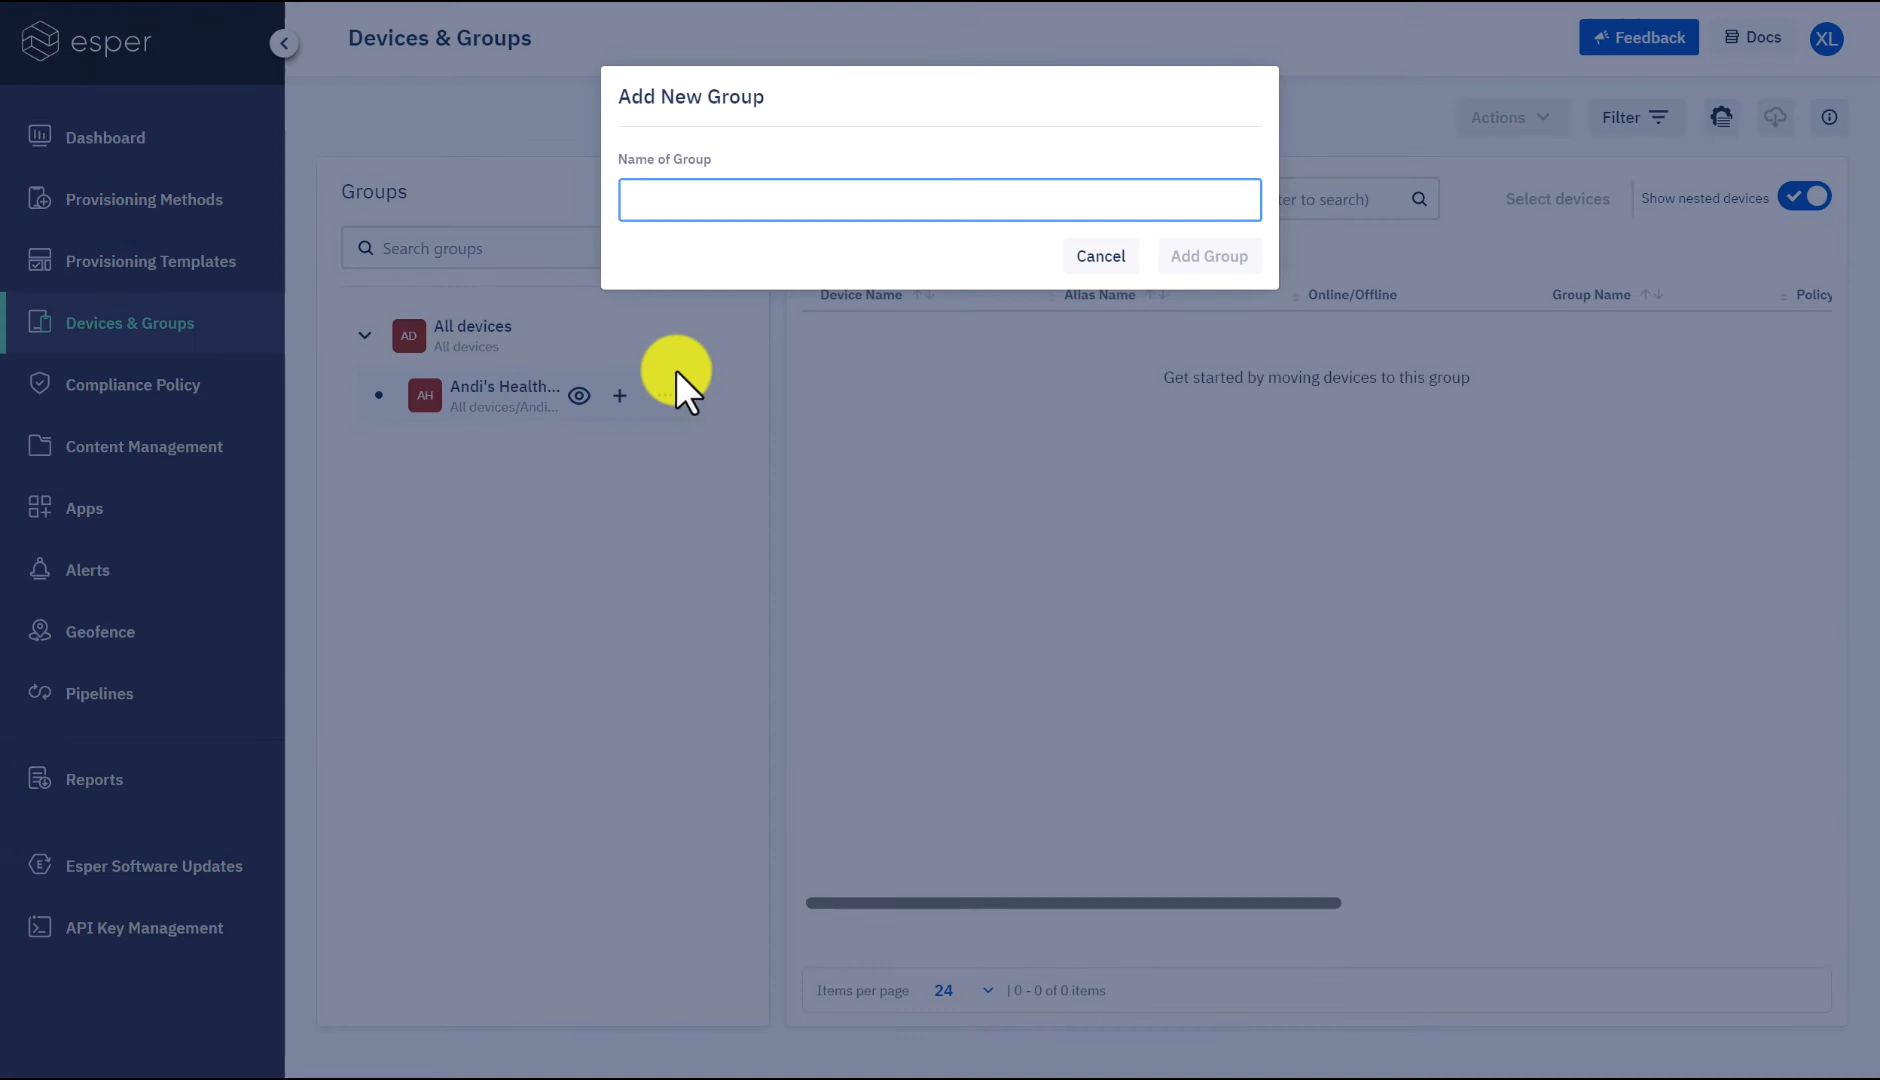 esper
Devices & Groups
Feedback
Docs
XL
Add New Group
Name of Group
Cancel
Add Group
Actions
Filter
Dashboard
Provisioning Methods
Provisioning Templates
Devices & Groups
Compliance Policy
Content Management
Apps
Alerts
Geofence
Pipelines
Reports
Esper Software Updates
API Key Management
Groups
Search groups
AD
All devices
All devices
AH
Andi's Health...
All devices/Andi...
to search)
Select devices
Show nested devices
Device Name
Alias Name
Online/Offline
Group Name
Policy
Get started by moving devices to this group
Items per page
24
| 0 - 0 of 0 items